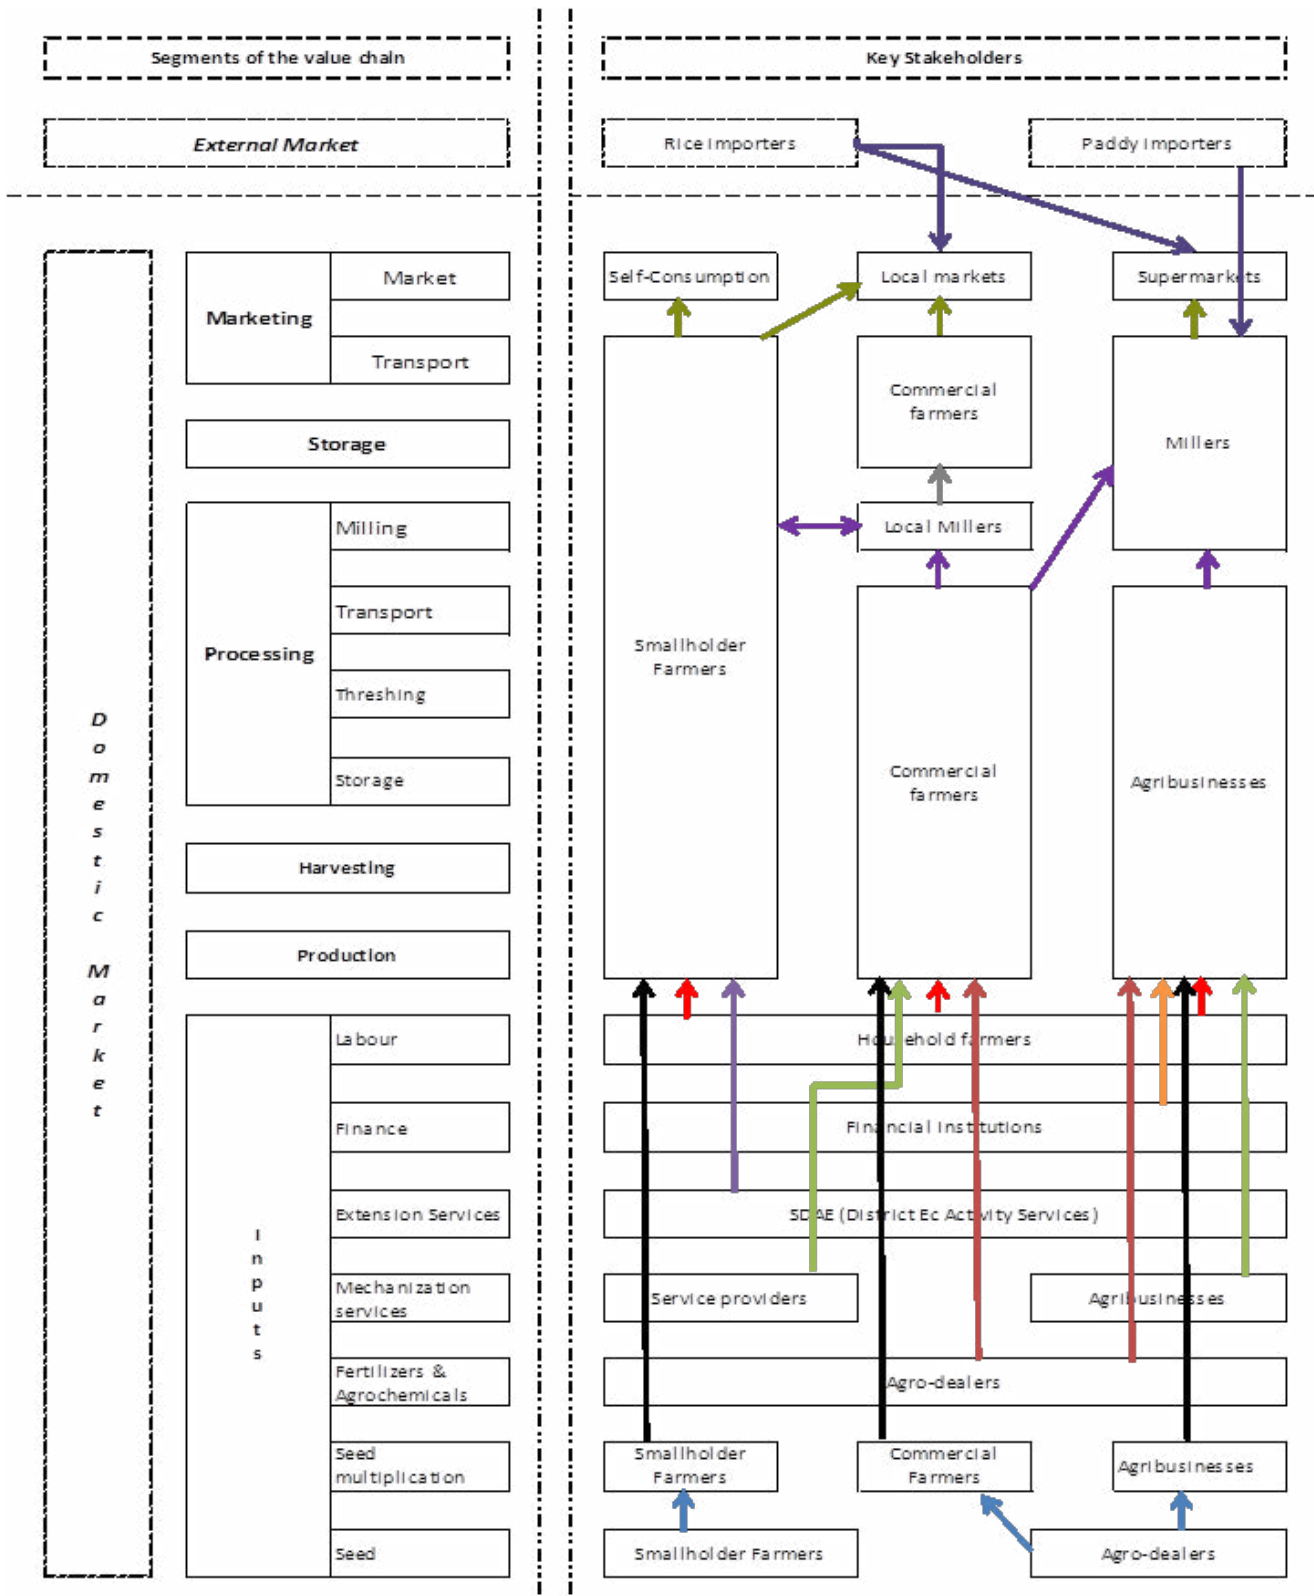 Segments of the value chain
Key Stakeholders
External Market
Rice Importers
Paddy Importers
Domestic Market
Marketing
Market
Transport
Self-Consumption
Local markets
Supermarkets
Storage
Commercial
farmers
Millers
Processing
Milling
Transport
Threshing
Storage
Local Millers
Smallholder
Farmers
Commercial
farmers
Agribusinesses
Harvesting
Production
Inputs
Labour
Household farmers
Finance
Financial Institutions
Extension Services
SDAE (District Ec Activity Services)
Mechanization
services
Service providers
Agribusinesses
Fertilizers &
Agrochemicals
Agro-dealers
Seed
multiplication
Smallholder
Farmers
Commercial
Farmers
Agribusinesses
Seed
Smallholder Farmers
Agro-dealers